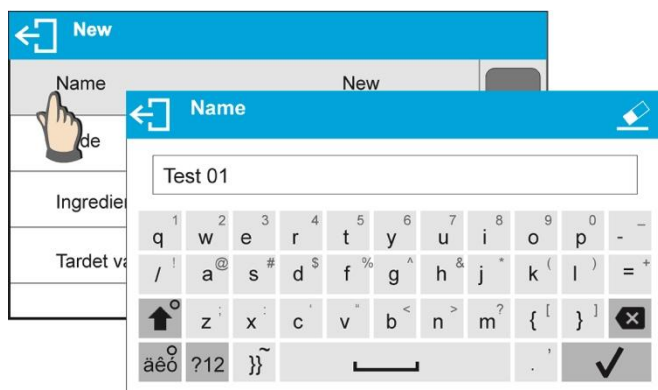 New
Name New
de
Ingredie
Tardet va
Name
Test 01
q 1 w 2 e 3 r 4 t 5 y 6 u 7 i 8 o 9 p 0 - _
/ ! a @ s # d $ f % g ^ h & j * k ( l ) = +
z ; x : c ' v " b < n > m ? { [ } ]
äêó ?12 }} ~ . ,